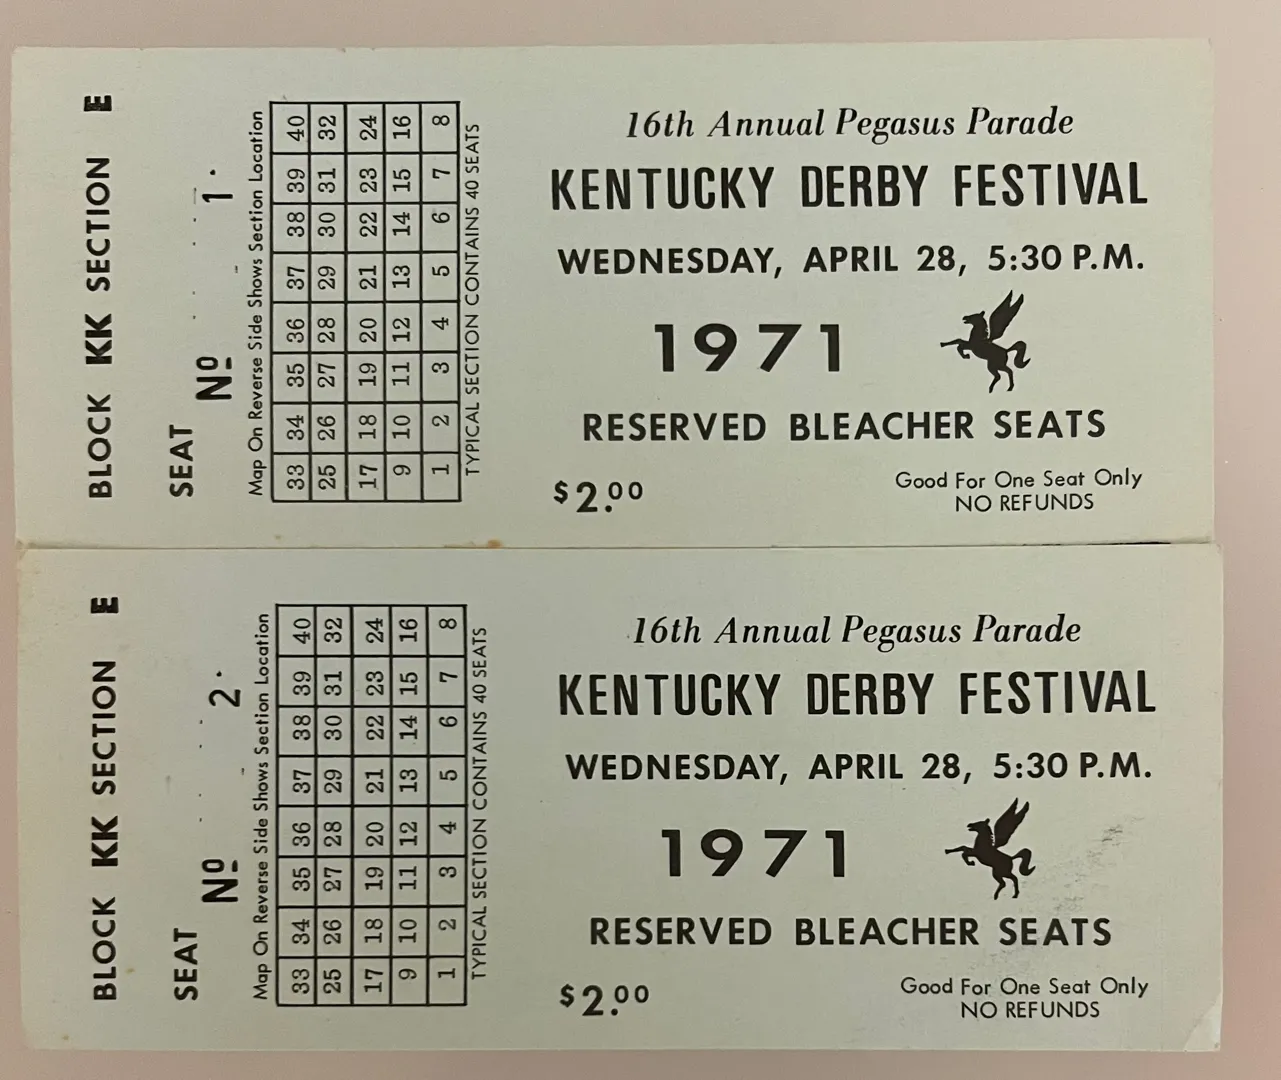 BLOCK KK SECTION E
SEAT
Nº 1
Map On Reverse Side Shows Section Location
33 34 35 36 37 38 39 40
25 26 27 28 29 30 31 32
17 18 19 20 21 22 23 24
9 10 11 12 13 14 15 16
1 2 3 4 5 6 7 8
TYPICAL SECTION CONTAINS 40 SEATS
16th Annual Pegasus Parade
KENTUCKY DERBY FESTIVAL
WEDNESDAY, APRIL 28, 5:30 P.M.
1971
RESERVED BLEACHER SEATS
$2.00
Good For One Seat Only
NO REFUNDS
BLOCK KK SECTION E
SEAT
Nº 2
Map On Reverse Side Shows Section Location
33 34 35 36 37 38 39 40
25 26 27 28 29 30 31 32
17 18 19 20 21 22 23 24
9 10 11 12 13 14 15 16
1 2 3 4 5 6 7 8
TYPICAL SECTION CONTAINS 40 SEATS
16th Annual Pegasus Parade
KENTUCKY DERBY FESTIVAL
WEDNESDAY, APRIL 28, 5:30 P.M.
1971
RESERVED BLEACHER SEATS
$2.00
Good For One Seat Only
NO REFUNDS